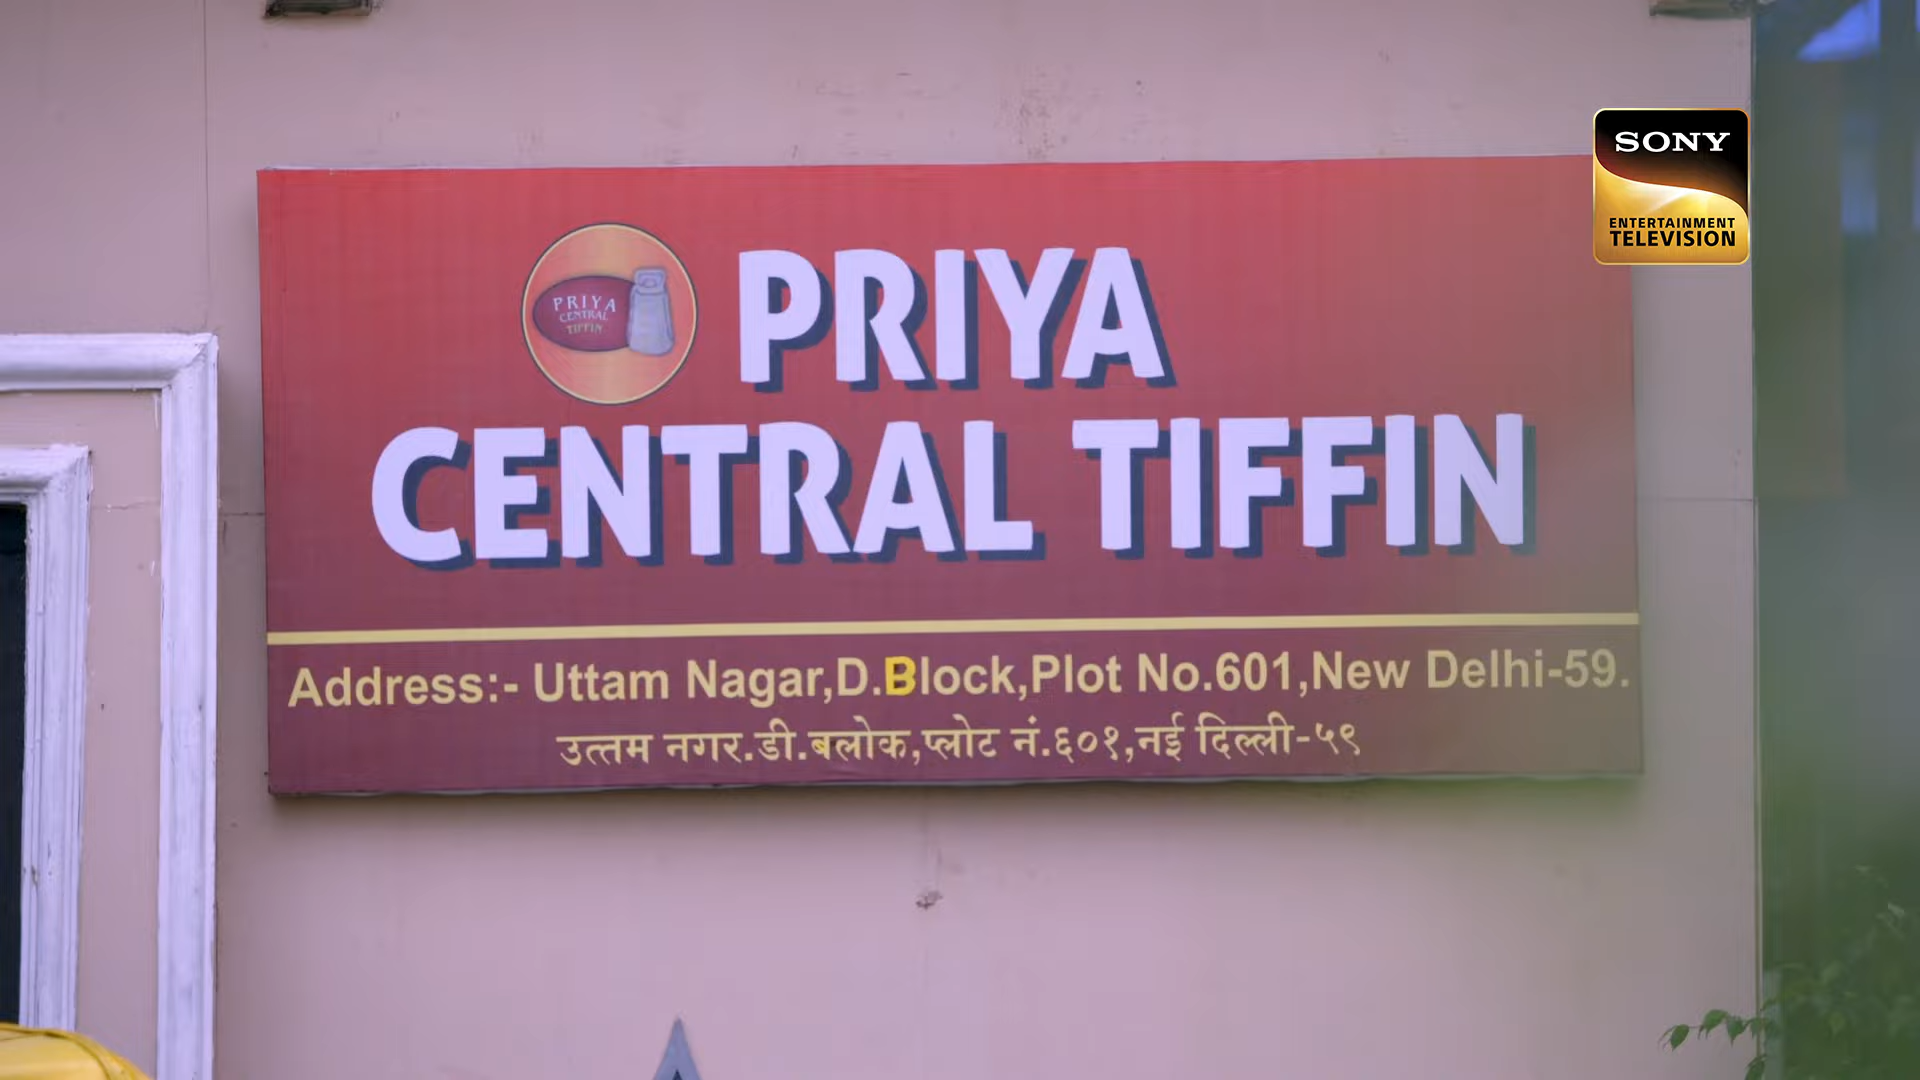 SONY
ENTERTAINMENT
TELEVISION
PRIYA
CENTRAL
TIFFIN
PRIYA
CENTRAL TIFFIN
Address:- Uttam Nagar,D.Block,Plot No.601,New Delhi-59.
उत्तम नगर.डी.बलोक,प्लोट नं.६०१,नई दिल्ली-५९